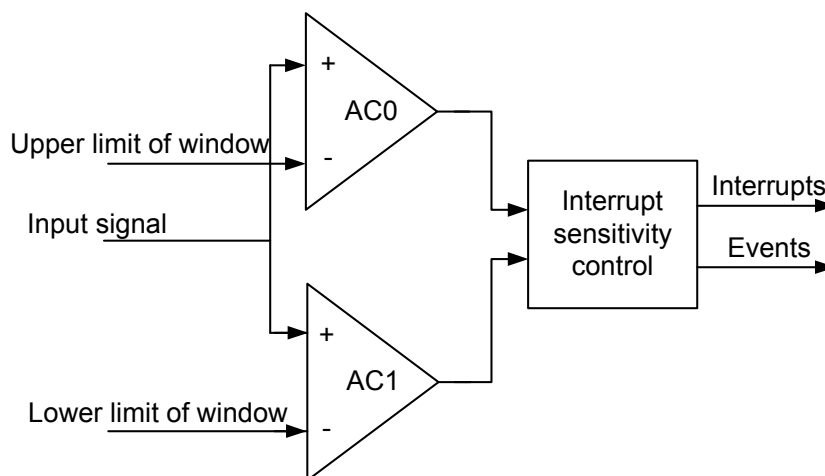 +
AC0
Upper limit of window
-
Input signal
Interrupt
sensitivity
control
Interrupts
Events
+
AC1
Lower limit of window
-